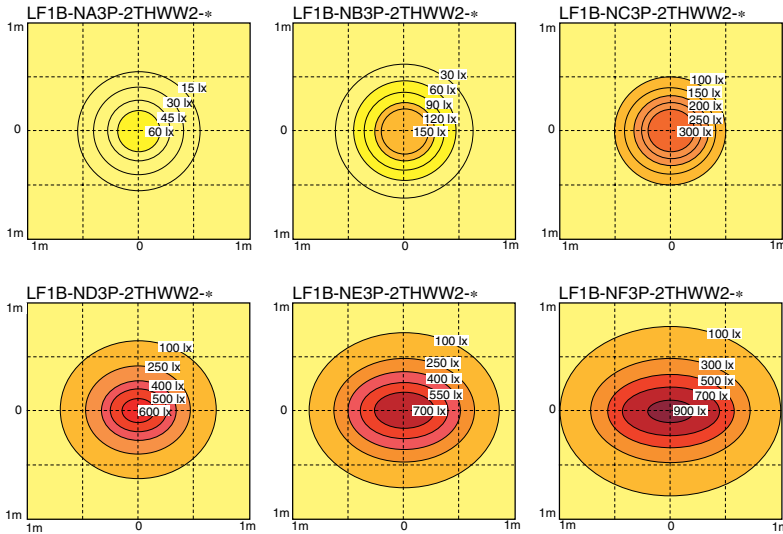 LF1B-NA3P-2THWW2-*
1m
15 lx
30 lx
45 lx
60 lx
0
1m
1m
0
1m
LF1B-NB3P-2THWW2-*
1m
30 lx
60 lx
90 lx
120 lx
150 lx
0
1m
1m
0
1m
LF1B-NC3P-2THWW2-*
1m
100 lx
150 lx
200 lx
250 lx
300 lx
0
1m
1m
0
1m
LF1B-ND3P-2THWW2-*
1m
100 lx
250 lx
400 lx
500 lx
600 lx
0
1m
1m
0
1m
LF1B-NE3P-2THWW2-*
1m
100 lx
250 lx
400 lx
550 lx
700 lx
0
1m
1m
0
1m
LF1B-NF3P-2THWW2-*
1m
100 lx
300 lx
500 lx
700 lx
900 lx
0
1m
1m
0
1m